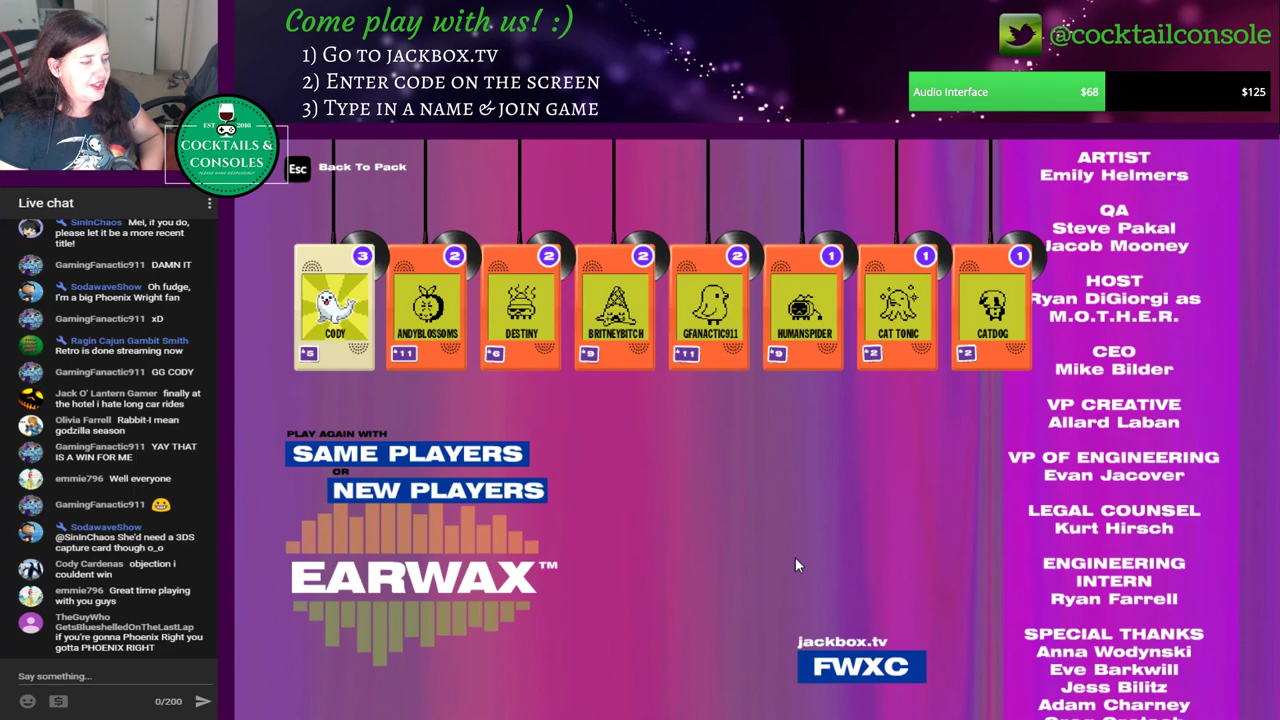 Come play with us! :)
1) Go to jackbox.tv
2) Enter code on the screen
3) Type in a name & join game
@cocktailconsole
Audio Interface $68 $125
EST 2016
COCKTAILS &
CONSOLES
PLEASE GAME RESPONSIBLY
Live chat
SinInChaos Mel, if you do,
please let it be a more recent
title!
GamingFanactic911 DAMN IT
SodawaveShow Oh fudge,
I'm a big Phoenix Wright fan
GamingFanactic911 xD
Ragin Cajun Gambit Smith
Retro is done streaming now
GamingFanactic911 GG CODY
Jack O' Lantern Gamer finally at
the hotel i hate long car rides
Olivia Farrell Rabbit-I mean
godzilla season
GamingFanactic911 YAY THAT
IS A WIN FOR ME
emmie796 Well everyone
GamingFanactic911
SodawaveShow
@SinInChaos She'd need a 3DS
capture card though o_o
Cody Cardenas objection i
couldent win
emmie796 Great time playing
with you guys
TheGuyWho
GetsBlueshelledOnTheLastLap
if you're gonna Phoenix Right you
gotta PHOENIX RIGHT
Say something...
0/200
Esc Back To Pack
3 2 2 2 2 1 1 1
CODY ANDYBLOSSOMS DESTINY BRITNEYBITCH GFANACTIC911 HUMANSPIDER CAT TONIC CATDOG
5 11 6 9 11 9 2 2
PLAY AGAIN WITH
SAME PLAYERS
OR
NEW PLAYERS
EARWAX™
jackbox.tv
FWXC
ARTIST
Emily Helmers
QA
Steve Pakal
Jacob Mooney
HOST
Ryan DiGiorgi as
M.O.T.H.E.R.
CEO
Mike Bilder
VP CREATIVE
Allard Laban
VP OF ENGINEERING
Evan Jacover
LEGAL COUNSEL
Kurt Hirsch
ENGINEERING
INTERN
Ryan Farrell
SPECIAL THANKS
Anna Wodynski
Eve Barkwill
Jess Bilitz
Adam Charney